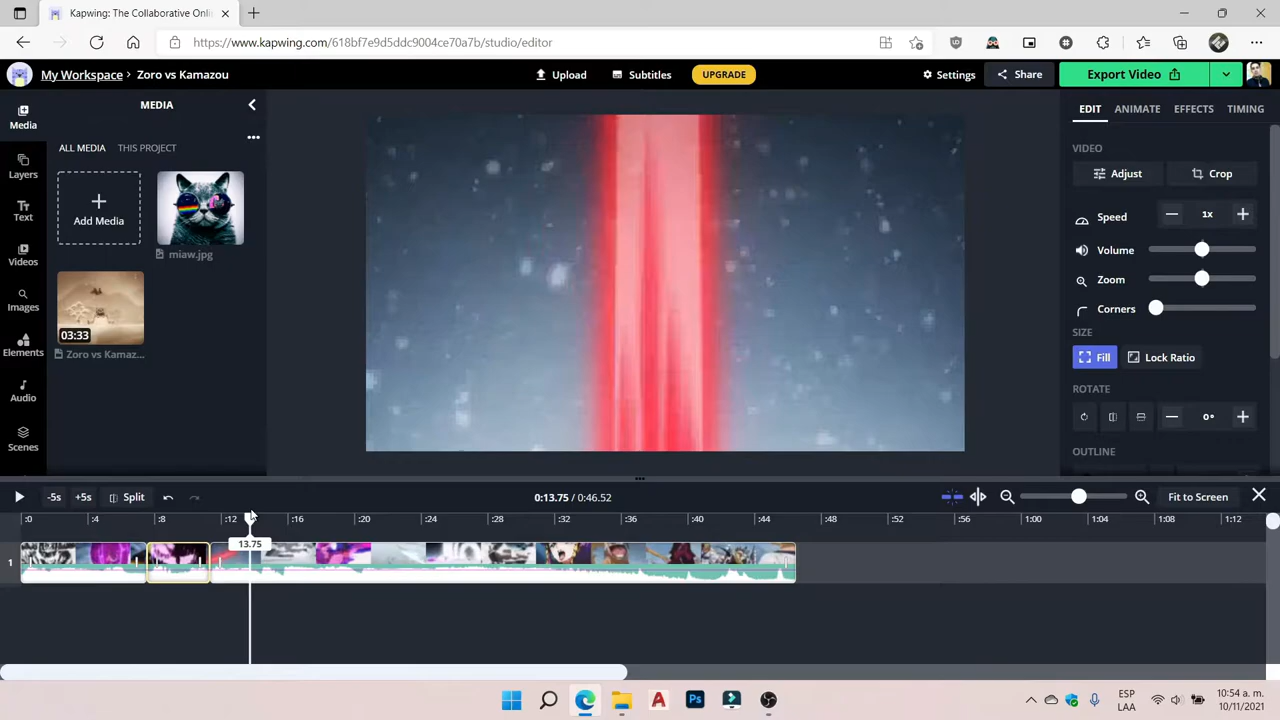 Kapwing: The Collaborative Onli
https://www.kapwing.com/618bf7e9d5ddc9004ce70a7b/studio/editor
My Workspace > Zoro vs Kamazou
Upload
Subtitles
UPGRADE
Settings
Share
Export Video
MEDIA
ALL MEDIA THIS PROJECT
Add Media
miaw.jpg
03:33
Zoro vs Kamaz...
Media
Layers
Text
Videos
Images
Elements
Audio
Scenes
EDIT ANIMATE EFFECTS TIMING
VIDEO
Adjust Crop
Speed 1x
Volume
Zoom
Corners
SIZE
Fill Lock Ratio
ROTATE
0°
OUTLINE
-5s +5s Split 0:13.75 / 0:46.52 Fit to Screen
:0 :4 :8 :12 :16 :20 :24 :28 :32 :36 :40 :44 :48 :52 :56 1:00 1:04 1:08 1:12
13.75
1
A Ps
ESP
LAA
10:54 a. m.
10/11/2021